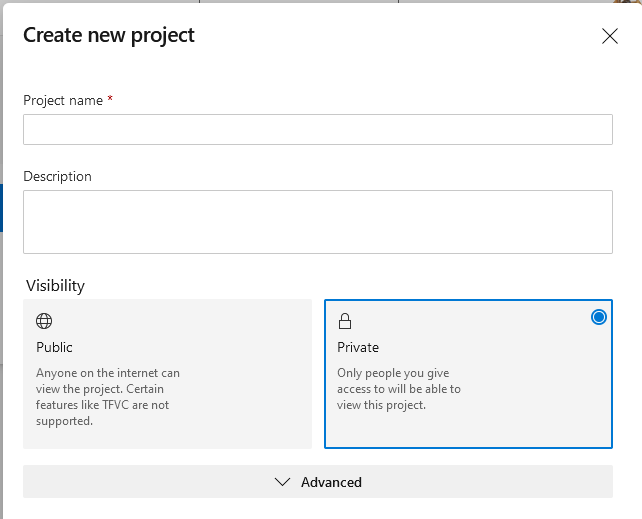 Create new project
Project name *
Description
Visibility
Public
Anyone on the internet can
view the project. Certain
features like TFVC are not
supported.
Private
Only people you give
access to will be able to
view this project.
Advanced